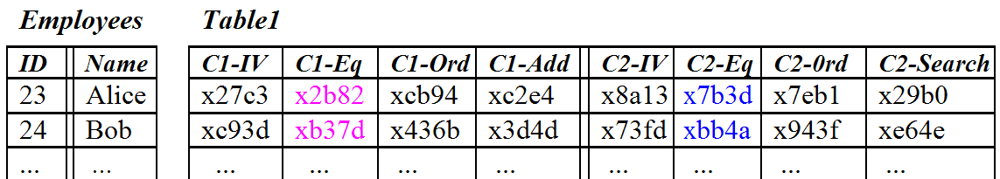 Employees Table1
ID Name C1-IV C1-Eq C1-Ord C1-Add C2-IV C2-Eq C2-0rd C2-Search
23 Alice x27c3 x2b82 xcb94 xc2e4 x8a13 x7b3d x7eb1 x29b0
24 Bob xc93d xb37d x436b x3d4d x73fd xbb4a x943f xe64e
... ... ... ... ... ... ... ... ... ...